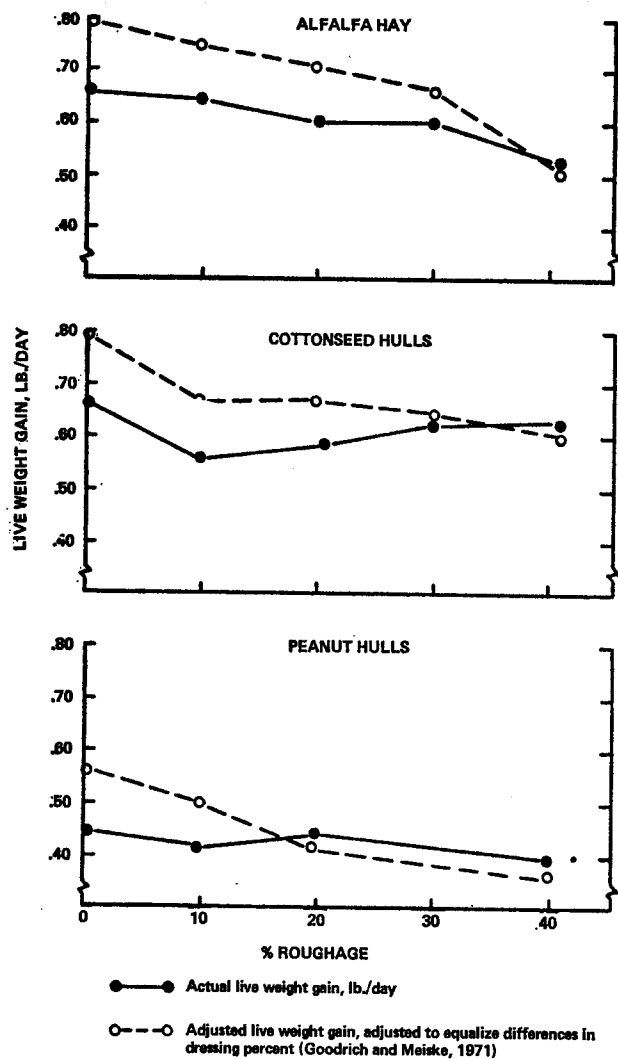 ALFALFA HAY
.80
.70
.60
.50
.40
COTTONSEED HULLS
.80
.70
.60
.50
.40
LIVE WEIGHT GAIN, LB./DAY
PEANUT HULLS
.80
.70
.60
.50
.40
0 10 20 30 .40
% ROUGHAGE
Actual live weight gain, lb./day
Adjusted live weight gain, adjusted to equalize differences in
dressing percent (Goodrich and Meiske, 1971)